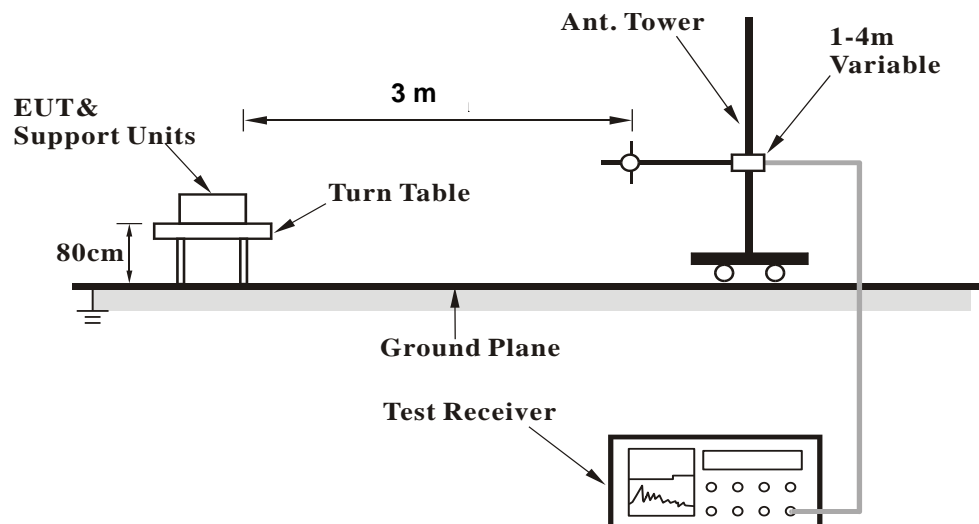 Ant. Tower
1-4m
Variable
3 m
EUT&
Support Units
Turn Table
80cm
Ground Plane
Test Receiver